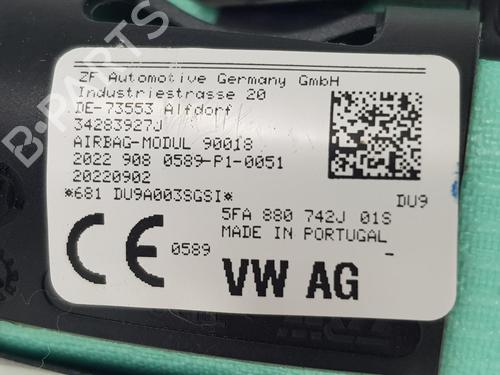 B-PARTS
ZF Automotive Germany GmbH
Industriestrasse 20
DE-73553 Alfdorf
34283927J
AIRBAG-MODUL 90018
2022 908 0589-P1-0051
20220902
*681 DU9A003SGSI*
DU9
5FA 880 742J 01S
MADE IN PORTUGAL
CE 0589
VW AG